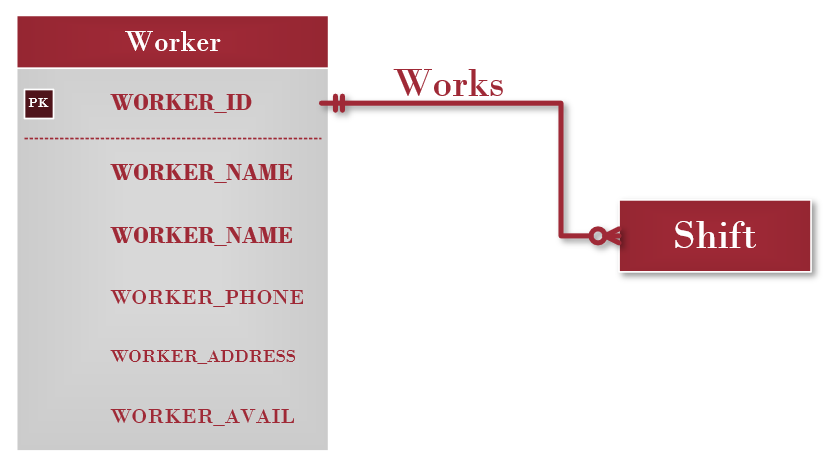 Worker
PK WORKER_ID
Works
WORKER_NAME
WORKER_NAME
Shift
WORKER_PHONE
WORKER_ADDRESS
WORKER_AVAIL